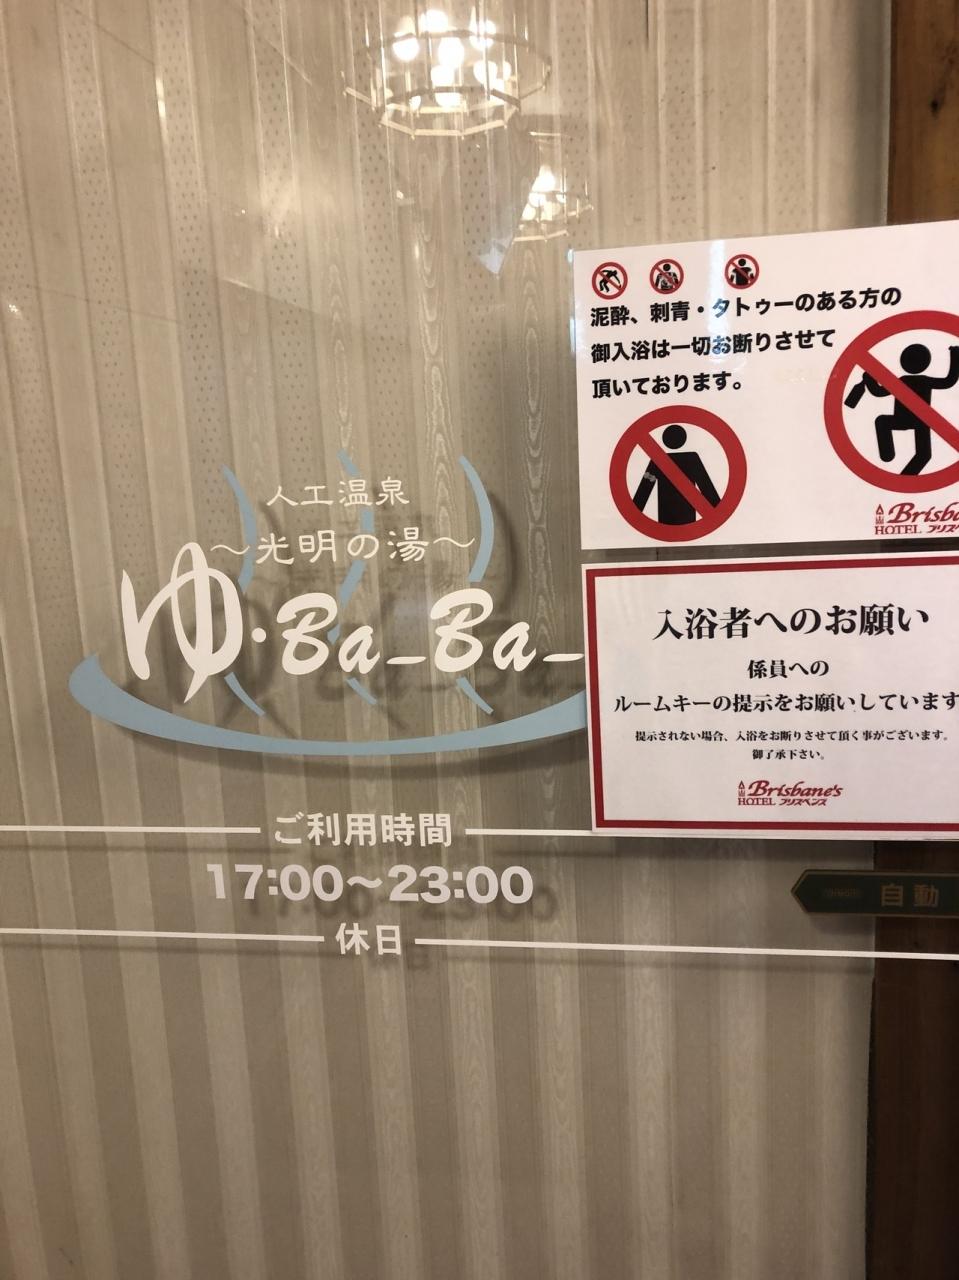 人工温泉
～光明の湯～
ゆ・Ba_Ba_
ご利用時間
17:00～23:00
休日
泥酔、刺青・タトゥーのある方の
御入浴は一切お断りさせて
頂いております。
Brisba
HOTEL ブリスベ
入浴者へのお願い
係員への
ルームキーの提示をお願いしています
提示されない場合、入浴をお断りさせて頂く事がございます。
御了承下さい。
Brisbane's
HOTEL ブリスベンズ
自動